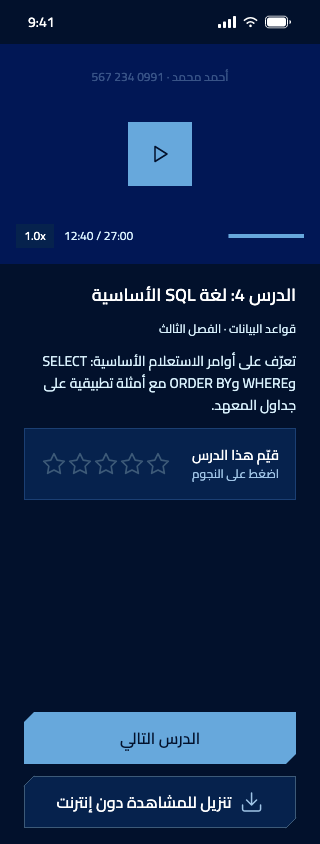 9:41
أحمد محمد · 0991 234 567
1.0x
12:40 / 27:00
الدرس 4: لغة SQL الأساسية
قواعد البيانات · الفصل الثالث
تعرّف على أوامر الاستعلام الأساسية: SELECT
وWHERE وORDER BY مع أمثلة تطبيقية على
جداول المعهد.
قيّم هذا الدرس
اضغط على النجوم
الدرس التالي
تنزيل للمشاهدة دون إنترنت